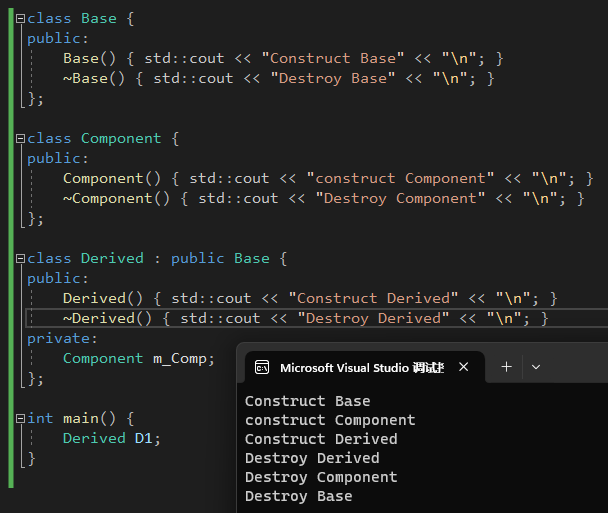 class Base {
public:
Base() { std::cout << "Construct Base" << "\n"; }
~Base() { std::cout << "Destroy Base" << "\n"; }
};
class Component {
public:
Component() { std::cout << "construct Component" << "\n"; }
~Component() { std::cout << "Destroy Component" << "\n"; }
};
class Derived : public Base {
public:
Derived() { std::cout << "Construct Derived" << "\n"; }
~Derived() { std::cout << "Destroy Derived" << "\n"; }
private:
Component m_Comp;
};
int main() {
Derived D1;
}
Microsoft Visual Studio 调试
Construct Base
construct Component
Construct Derived
Destroy Derived
Destroy Component
Destroy Base